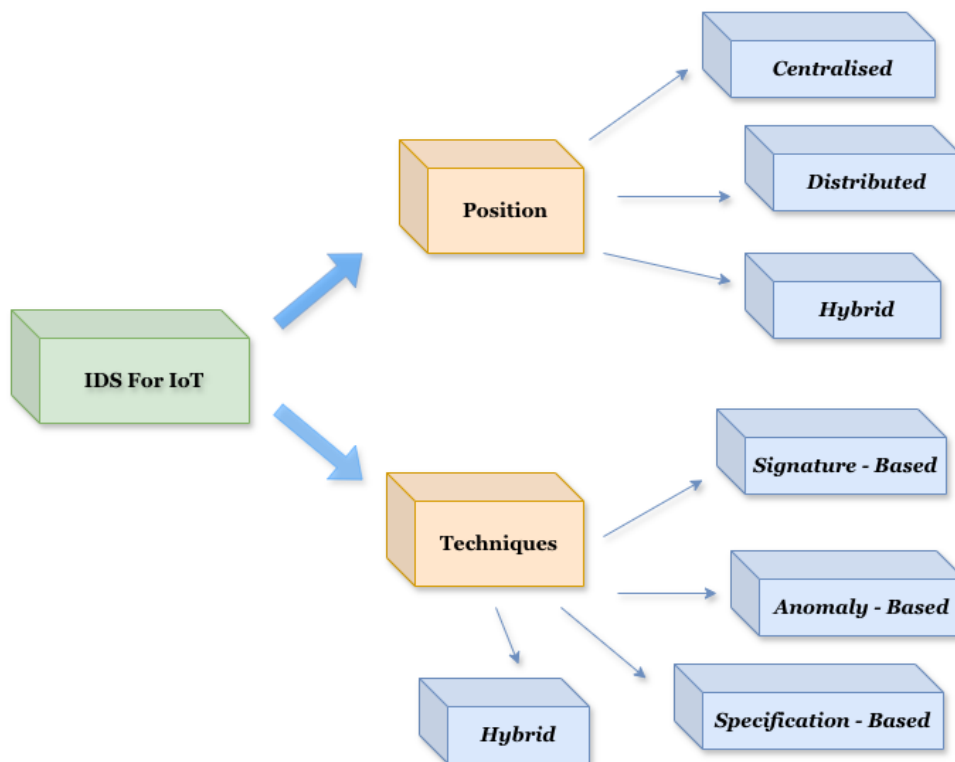 Centralised
Position
Distributed
Hybrid
IDS For IoT
Signature - Based
Techniques
Anomaly - Based
Specification - Based
Hybrid